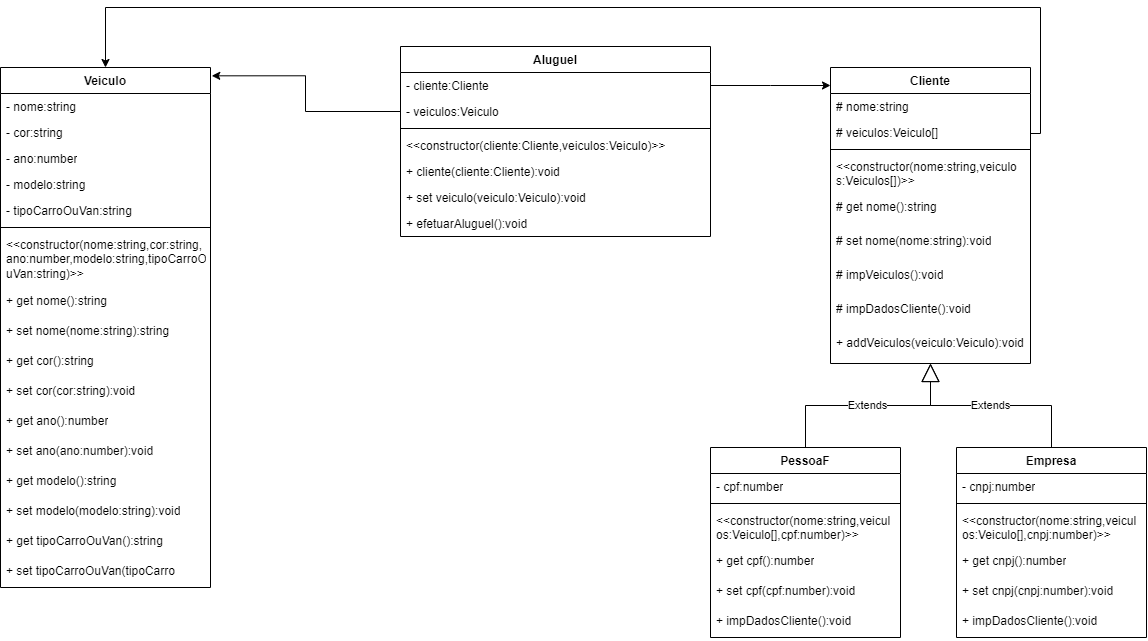 Veiculo
- nome:string
- cor:string
- ano:number
- modelo:string
- tipoCarroOuVan:string
<<constructor(nome:string,cor:string,
ano:number,modelo:string,tipoCarroO
uVan:string)>>
+ get nome():string
+ set nome(nome:string):string
+ get cor():string
+ set cor(cor:string):void
+ get ano():number
+ set ano(ano:number):void
+ get modelo():string
+ set modelo(modelo:string):void
+ get tipoCarroOuVan():string
+ set tipoCarroOuVan(tipoCarro
Aluguel
- cliente:Cliente
- veiculos:Veiculo
<<constructor(cliente:Cliente,veiculos:Veiculo)>>
+ cliente(cliente:Cliente):void
+ set veiculo(veiculo:Veiculo):void
+ efetuarAluguel():void
Cliente
# nome:string
# veiculos:Veiculo[]
<<constructor(nome:string,veiculo
s:Veiculos[])>>
# get nome():string
# set nome(nome:string):void
# impVeiculos():void
# impDadosCliente():void
+ addVeiculos(veiculo:Veiculo):void
Extends
Extends
PessoaF
- cpf:number
<<constructor(nome:string,veicul
os:Veiculo[],cpf:number)>>
+ get cpf():number
+ set cpf(cpf:number):void
+ impDadosCliente():void
Empresa
- cnpj:number
<<constructor(nome:string,veicul
os:Veiculo[],cnpj:number)>>
+ get cnpj():number
+ set cnpj(cnpj:number):void
+ impDadosCliente():void